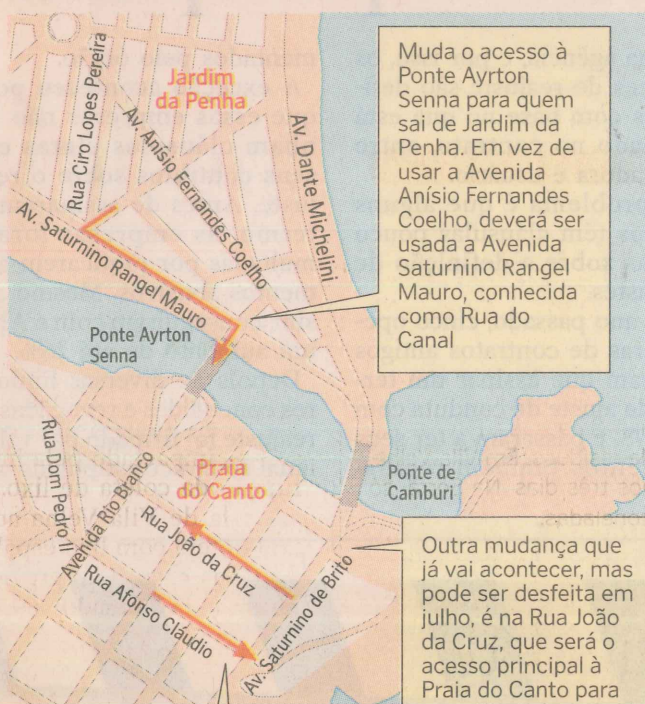 Jardim
da Penha
Rua Ciro Lopes Pereira
Av. Anísio Fernandes Coelho
Av. Dante Michelini
Av. Saturnino Rangel Mauro
Ponte Ayrton
Senna
Muda o acesso à
Ponte Ayrton
Senna para quem
sai de Jardim da
Penha. Em vez de
usar a Avenida
Anísio Fernandes
Coelho, deverá ser
usada a Avenida
Saturnino Rangel
Mauro, conhecida
como Rua do
Canal
Rua Dom Pedro II
Avenida Rio Branco
Praia
do Canto
Rua João da Cruz
Rua Afonso Cláudio
Av. Saturnino de Brito
Ponte de
Camburi
Outra mudança que
já vai acontecer, mas
pode ser desfeita em
julho, é na Rua João
da Cruz, que será o
acesso principal à
Praia do Canto para